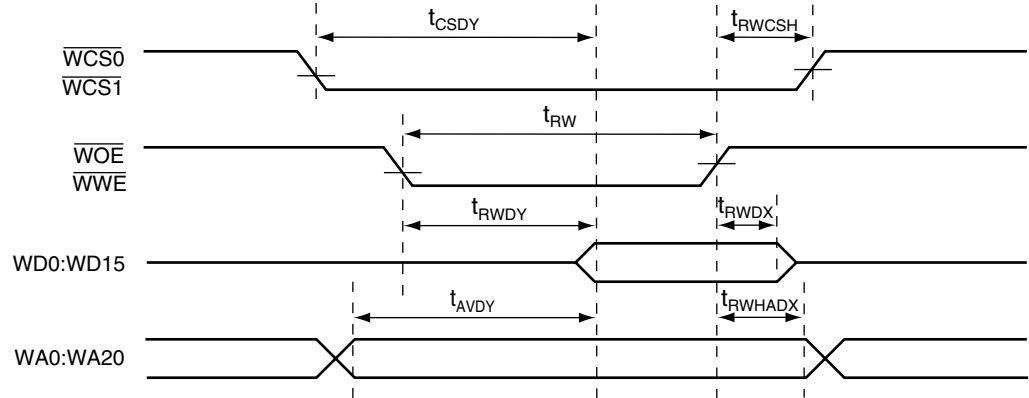 tCSDY
tRWCSH
WCS0
WCS1
tRW
WOE
WWE
tRWDY
tRWDX
WD0:WD15
tAVDY
tRWHADX
WA0:WA20